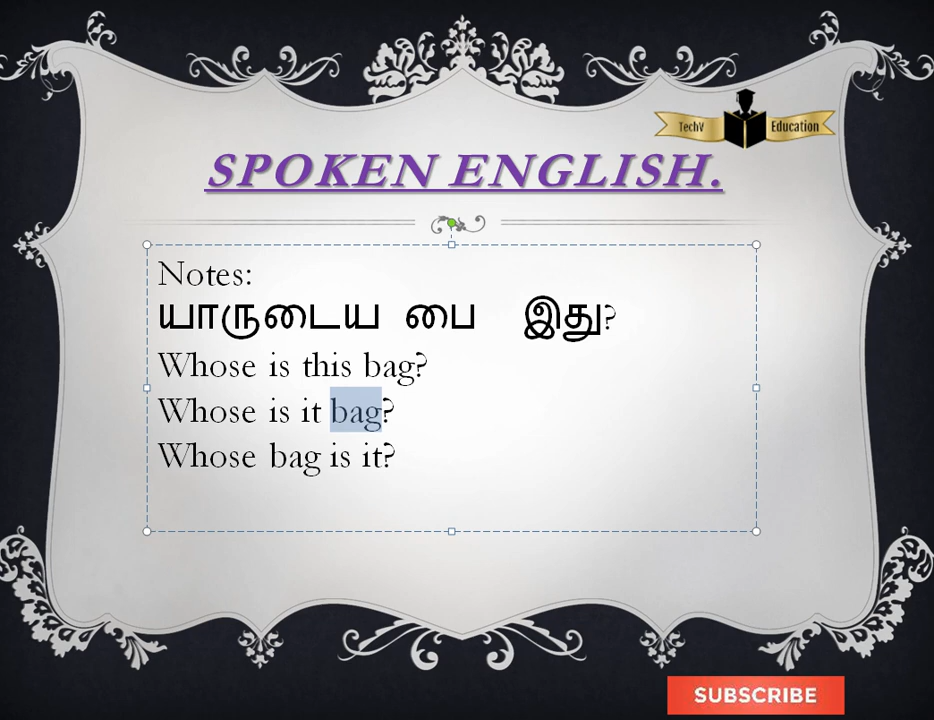 TechV Education
SPOKEN ENGLISH.
Notes:
யாருடைய பை இது?
Whose is this bag?
Whose is it bag?
Whose bag is it?
SUBSCRIBE